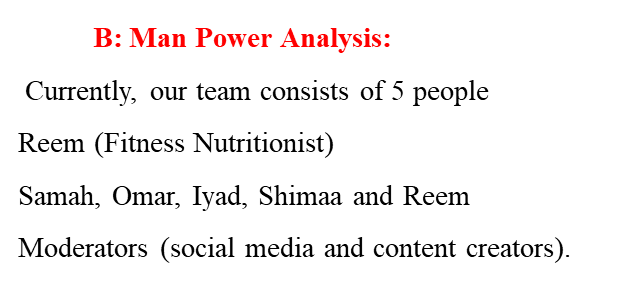 B: Man Power Analysis:
Currently, our team consists of 5 people
Reem (Fitness Nutritionist)
Samah, Omar, Iyad, Shimaa and Reem
Moderators (social media and content creators).